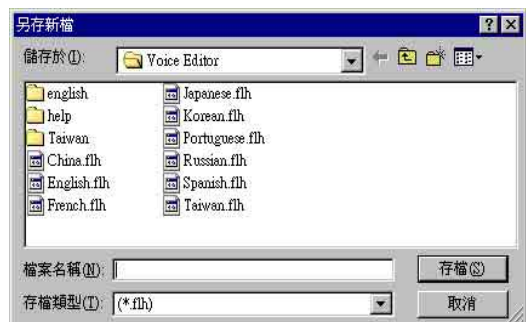 另存新檔
儲存於(I): Voice Editor
english
help
Taiwan
China.flh
English.flh
French.flh
Japanese.flh
Korean.flh
Portuguese.flh
Russian.flh
Spanish.flh
Taiwan.flh
檔案名稱(N): 存檔(S)
存檔類型(T): (*.flh) 取消